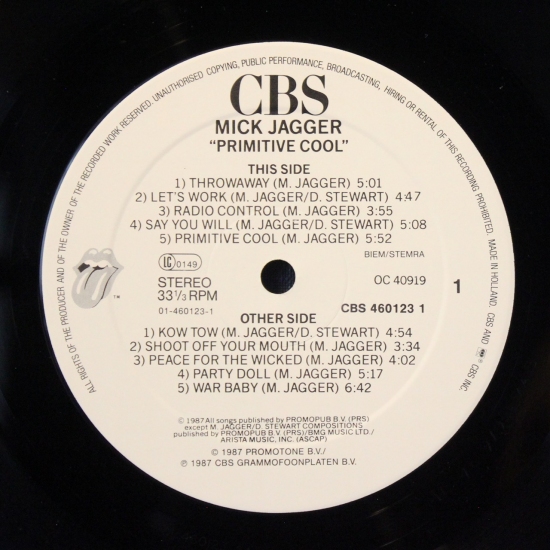 ALL RIGHTS OF THE PRODUCER AND OF THE OWNER OF THE RECORDED WORK RESERVED. UNAUTHORISED COPYING, PUBLIC PERFORMANCE, BROADCASTING, HIRING OR RENTAL OF THIS RECORDING PROHIBITED. MADE IN HOLLAND. CBS AND CBS INC.
CBS
MICK JAGGER
"PRIMITIVE COOL"
THIS SIDE
1) THROWAWAY (M. JAGGER) 5:01
2) LET'S WORK (M. JAGGER/D. STEWART) 4:47
3) RADIO CONTROL (M. JAGGER) 3:55
4) SAY YOU WILL (M. JAGGER/D. STEWART) 5:08
5) PRIMITIVE COOL (M. JAGGER) 5:52
LC 0149
BIEM/STEMRA
TM
STEREO
OC 40919
33⅓ RPM
1
01-460123-1
CBS 460123 1
OTHER SIDE
1) KOW TOW (M. JAGGER/D. STEWART) 4:54
2) SHOOT OFF YOUR MOUTH (M. JAGGER) 3:34
3) PEACE FOR THE WICKED (M. JAGGER) 4:02
4) PARTY DOLL (M. JAGGER) 5:17
5) WAR BABY (M. JAGGER) 6:42
© 1987 All songs published by PROMOPUB B.V. (PRS)
except M. JAGGER/D. STEWART COMPOSITIONS
published by PROMOPUB B.V. (PRS)/BMG MUSIC LTD./
ARISTA MUSIC, INC. (ASCAP)
© 1987 PROMOTONE B.V./
℗ 1987 CBS GRAMMOFOONPLATEN B.V.